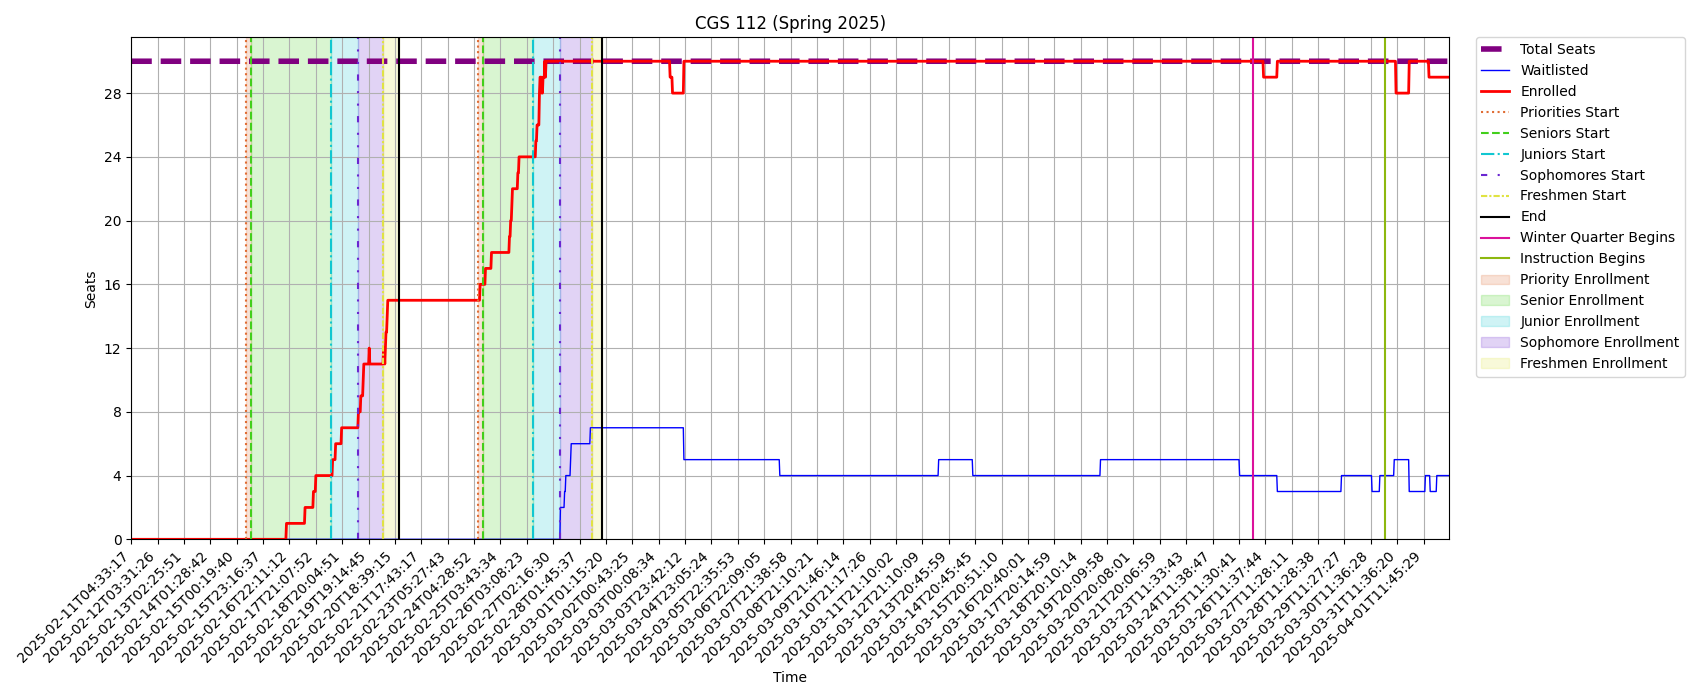 CGS 112 (Spring 2025)
Seats
28
24
20
16
12
8
4
0
2025-02-11T04:33:17
2025-02-12T03:31:26
2025-02-13T02:25:51
2025-02-14T01:28:42
2025-02-15T00:19:40
2025-02-15T23:16:37
2025-02-16T22:11:12
2025-02-17T21:07:52
2025-02-18T20:04:51
2025-02-19T19:14:45
2025-02-20T18:39:15
2025-02-21T17:43:17
2025-02-23T05:27:43
2025-02-24T04:28:52
2025-02-25T03:43:34
2025-02-26T03:08:23
2025-02-27T02:16:30
2025-02-28T01:45:37
2025-03-01T01:15:20
2025-03-02T00:43:25
2025-03-03T00:08:34
2025-03-03T23:42:12
2025-03-04T23:05:24
2025-03-05T22:35:53
2025-03-06T22:09:05
2025-03-07T21:38:58
2025-03-08T21:10:21
2025-03-09T21:46:14
2025-03-10T21:17:26
2025-03-11T21:10:02
2025-03-12T21:10:09
2025-03-13T20:45:59
2025-03-14T20:45:45
2025-03-15T20:51:10
2025-03-16T20:40:01
2025-03-17T20:14:59
2025-03-18T20:10:14
2025-03-19T20:09:58
2025-03-20T20:08:01
2025-03-21T20:06:59
2025-03-23T11:33:43
2025-03-24T11:38:47
2025-03-25T11:30:41
2025-03-26T11:37:44
2025-03-27T11:28:11
2025-03-28T11:28:38
2025-03-29T11:27:27
2025-03-30T11:36:28
2025-03-31T11:36:20
2025-04-01T11:45:29
Time
Total Seats
Waitlisted
Enrolled
Priorities Start
Seniors Start
Juniors Start
Sophomores Start
Freshmen Start
End
Winter Quarter Begins
Instruction Begins
Priority Enrollment
Senior Enrollment
Junior Enrollment
Sophomore Enrollment
Freshmen Enrollment